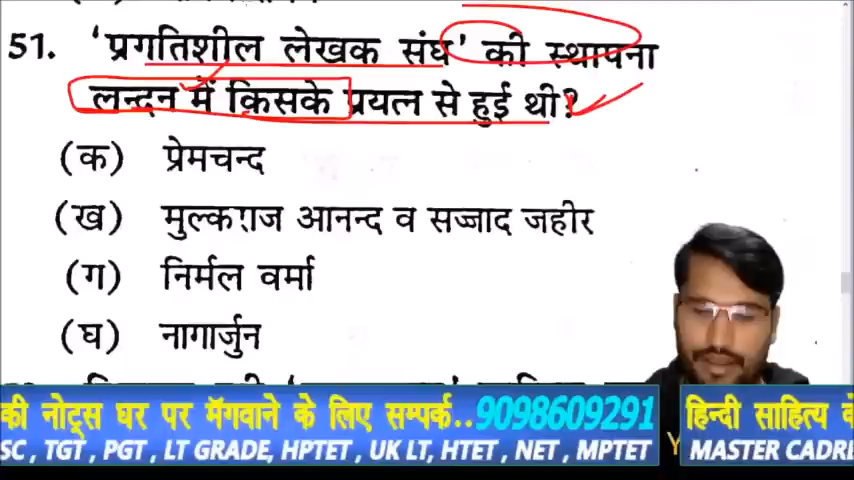 51. 'प्रगतिशील लेखक संघ' की स्थापना
लन्दन में किसके प्रयत्न से हुई थी?
(क) प्रेमचन्द
(ख) मुल्कराज आनन्द व सज्जाद जहीर
(ग) निर्मल वर्मा
(घ) नागार्जुन
की नोट्स घर पर मॅगवाने के लिए सम्पर्क..9098609291
हिन्दी साहित्य
SC , TGT , PGT , LT GRADE, HPTET , UK LT, HTET , NET , MPTET
MASTER CADRE